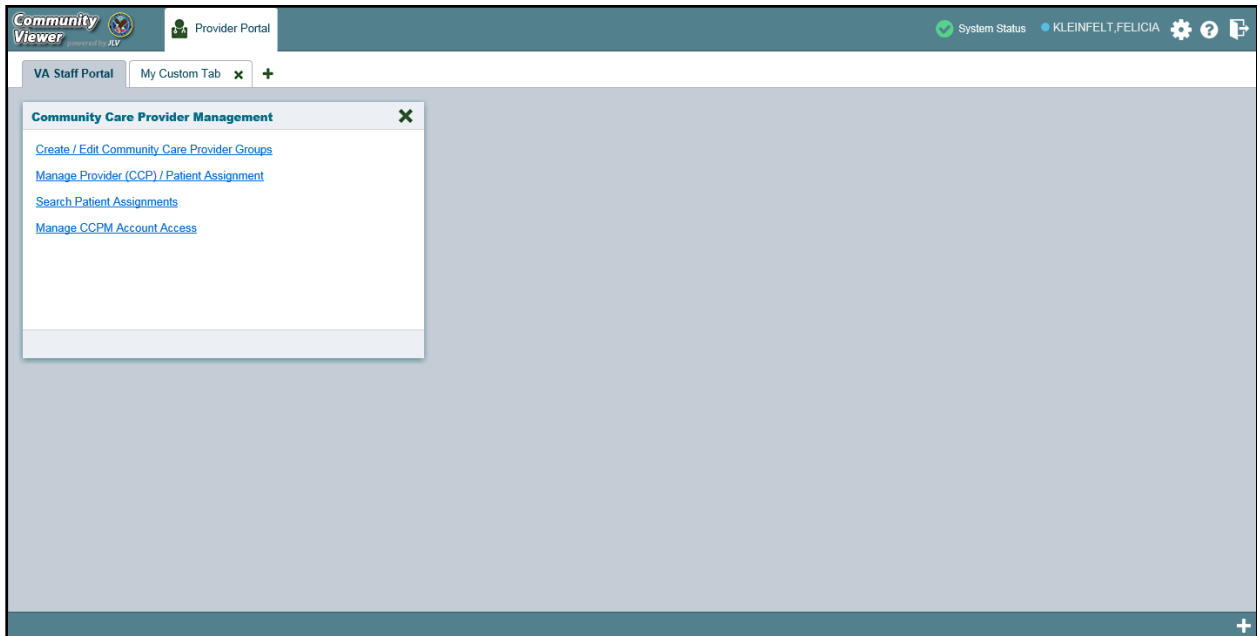 Community
Viewer powered by JLV
Provider Portal
System Status
KLEINFELT,FELICIA
VA Staff Portal
My Custom Tab
Community Care Provider Management
Create / Edit Community Care Provider Groups
Manage Provider (CCP) / Patient Assignment
Search Patient Assignments
Manage CCPM Account Access